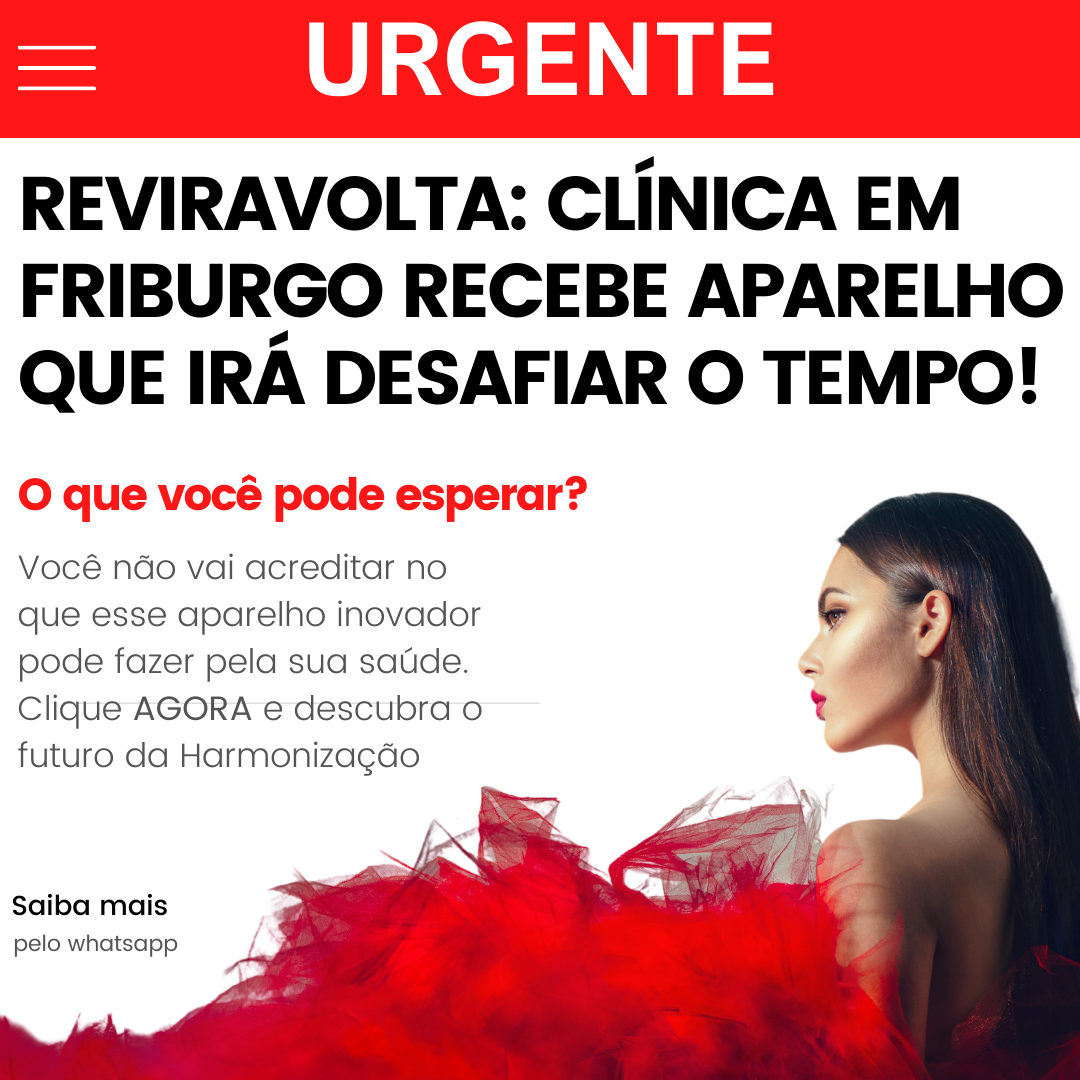 URGENTE
REVIRAVOLTA: CLÍNICA EM
FRIBURGO RECEBE APARELHO
QUE IRÁ DESAFIAR O TEMPO!
O que você pode esperar?
Você não vai acreditar no
que esse aparelho inovador
pode fazer pela sua saúde.
Clique AGORA e descubra o
futuro da Harmonização
Saiba mais
pelo whatsapp